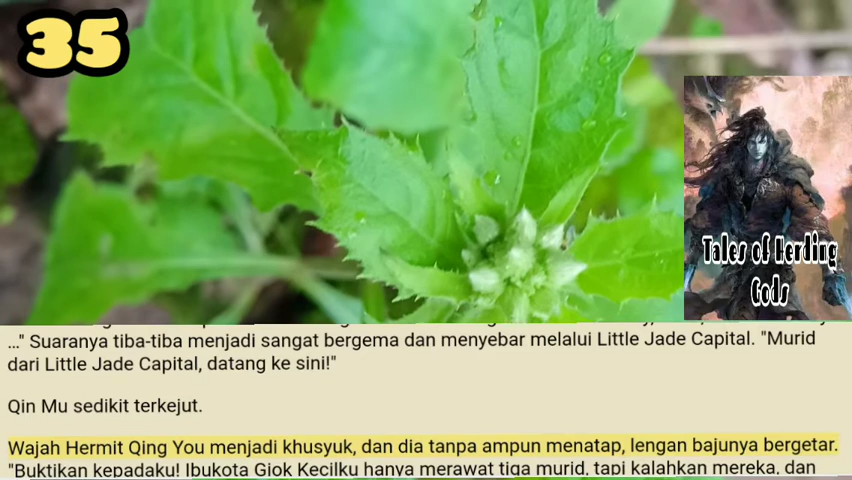 35
Tales of Herding
Gods
..." Suaranya tiba-tiba menjadi sangat bergema dan menyebar melalui Little Jade Capital. "Murid
dari Little Jade Capital, datang ke sini!"
Qin Mu sedikit terkejut.
Wajah Hermit Qing You menjadi khusyuk, dan dia tanpa ampun menatap, lengan bajunya bergetar.
"Buktikan kepadaku! Ibukota Giok Kecilku hanya merawat tiga murid, tapi kalahkan mereka, dan